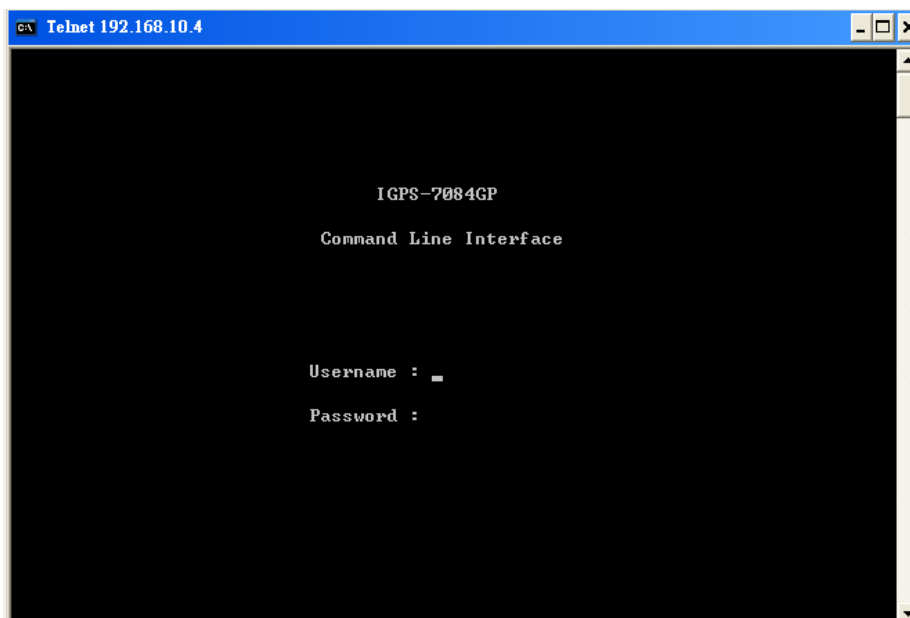 Telnet 192.168.10.4
IGPS-7084GP
Command Line Interface
Username : _
Password :